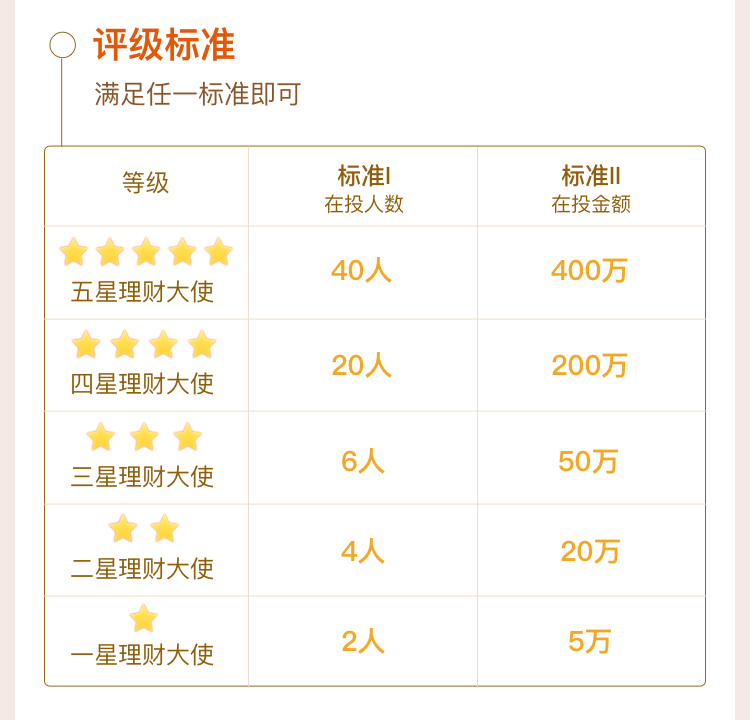 评级标准
满足任一标准即可
等级
标准I
标准II
在投人数
在投金额
五星理财大使
40人
400万
四星理财大使
20人
200万
三星理财大使
6人
50万
二星理财大使
4人
20万
一星理财大使
2人
5万